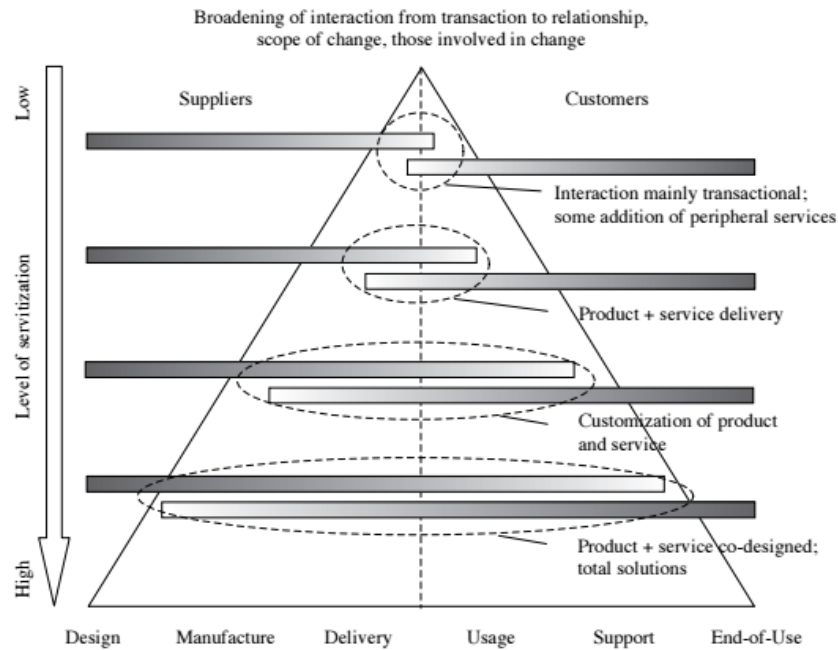 Broadening of interaction from transaction to relationship,
scope of change, those involved in change
Low
Suppliers
Customers
Interaction mainly transactional;
some addition of peripheral services
Level of servitization
Product + service delivery
Customization of product
and service
Product + service co-designed;
total solutions
High
Design
Manufacture
Delivery
Usage
Support
End-of-Use